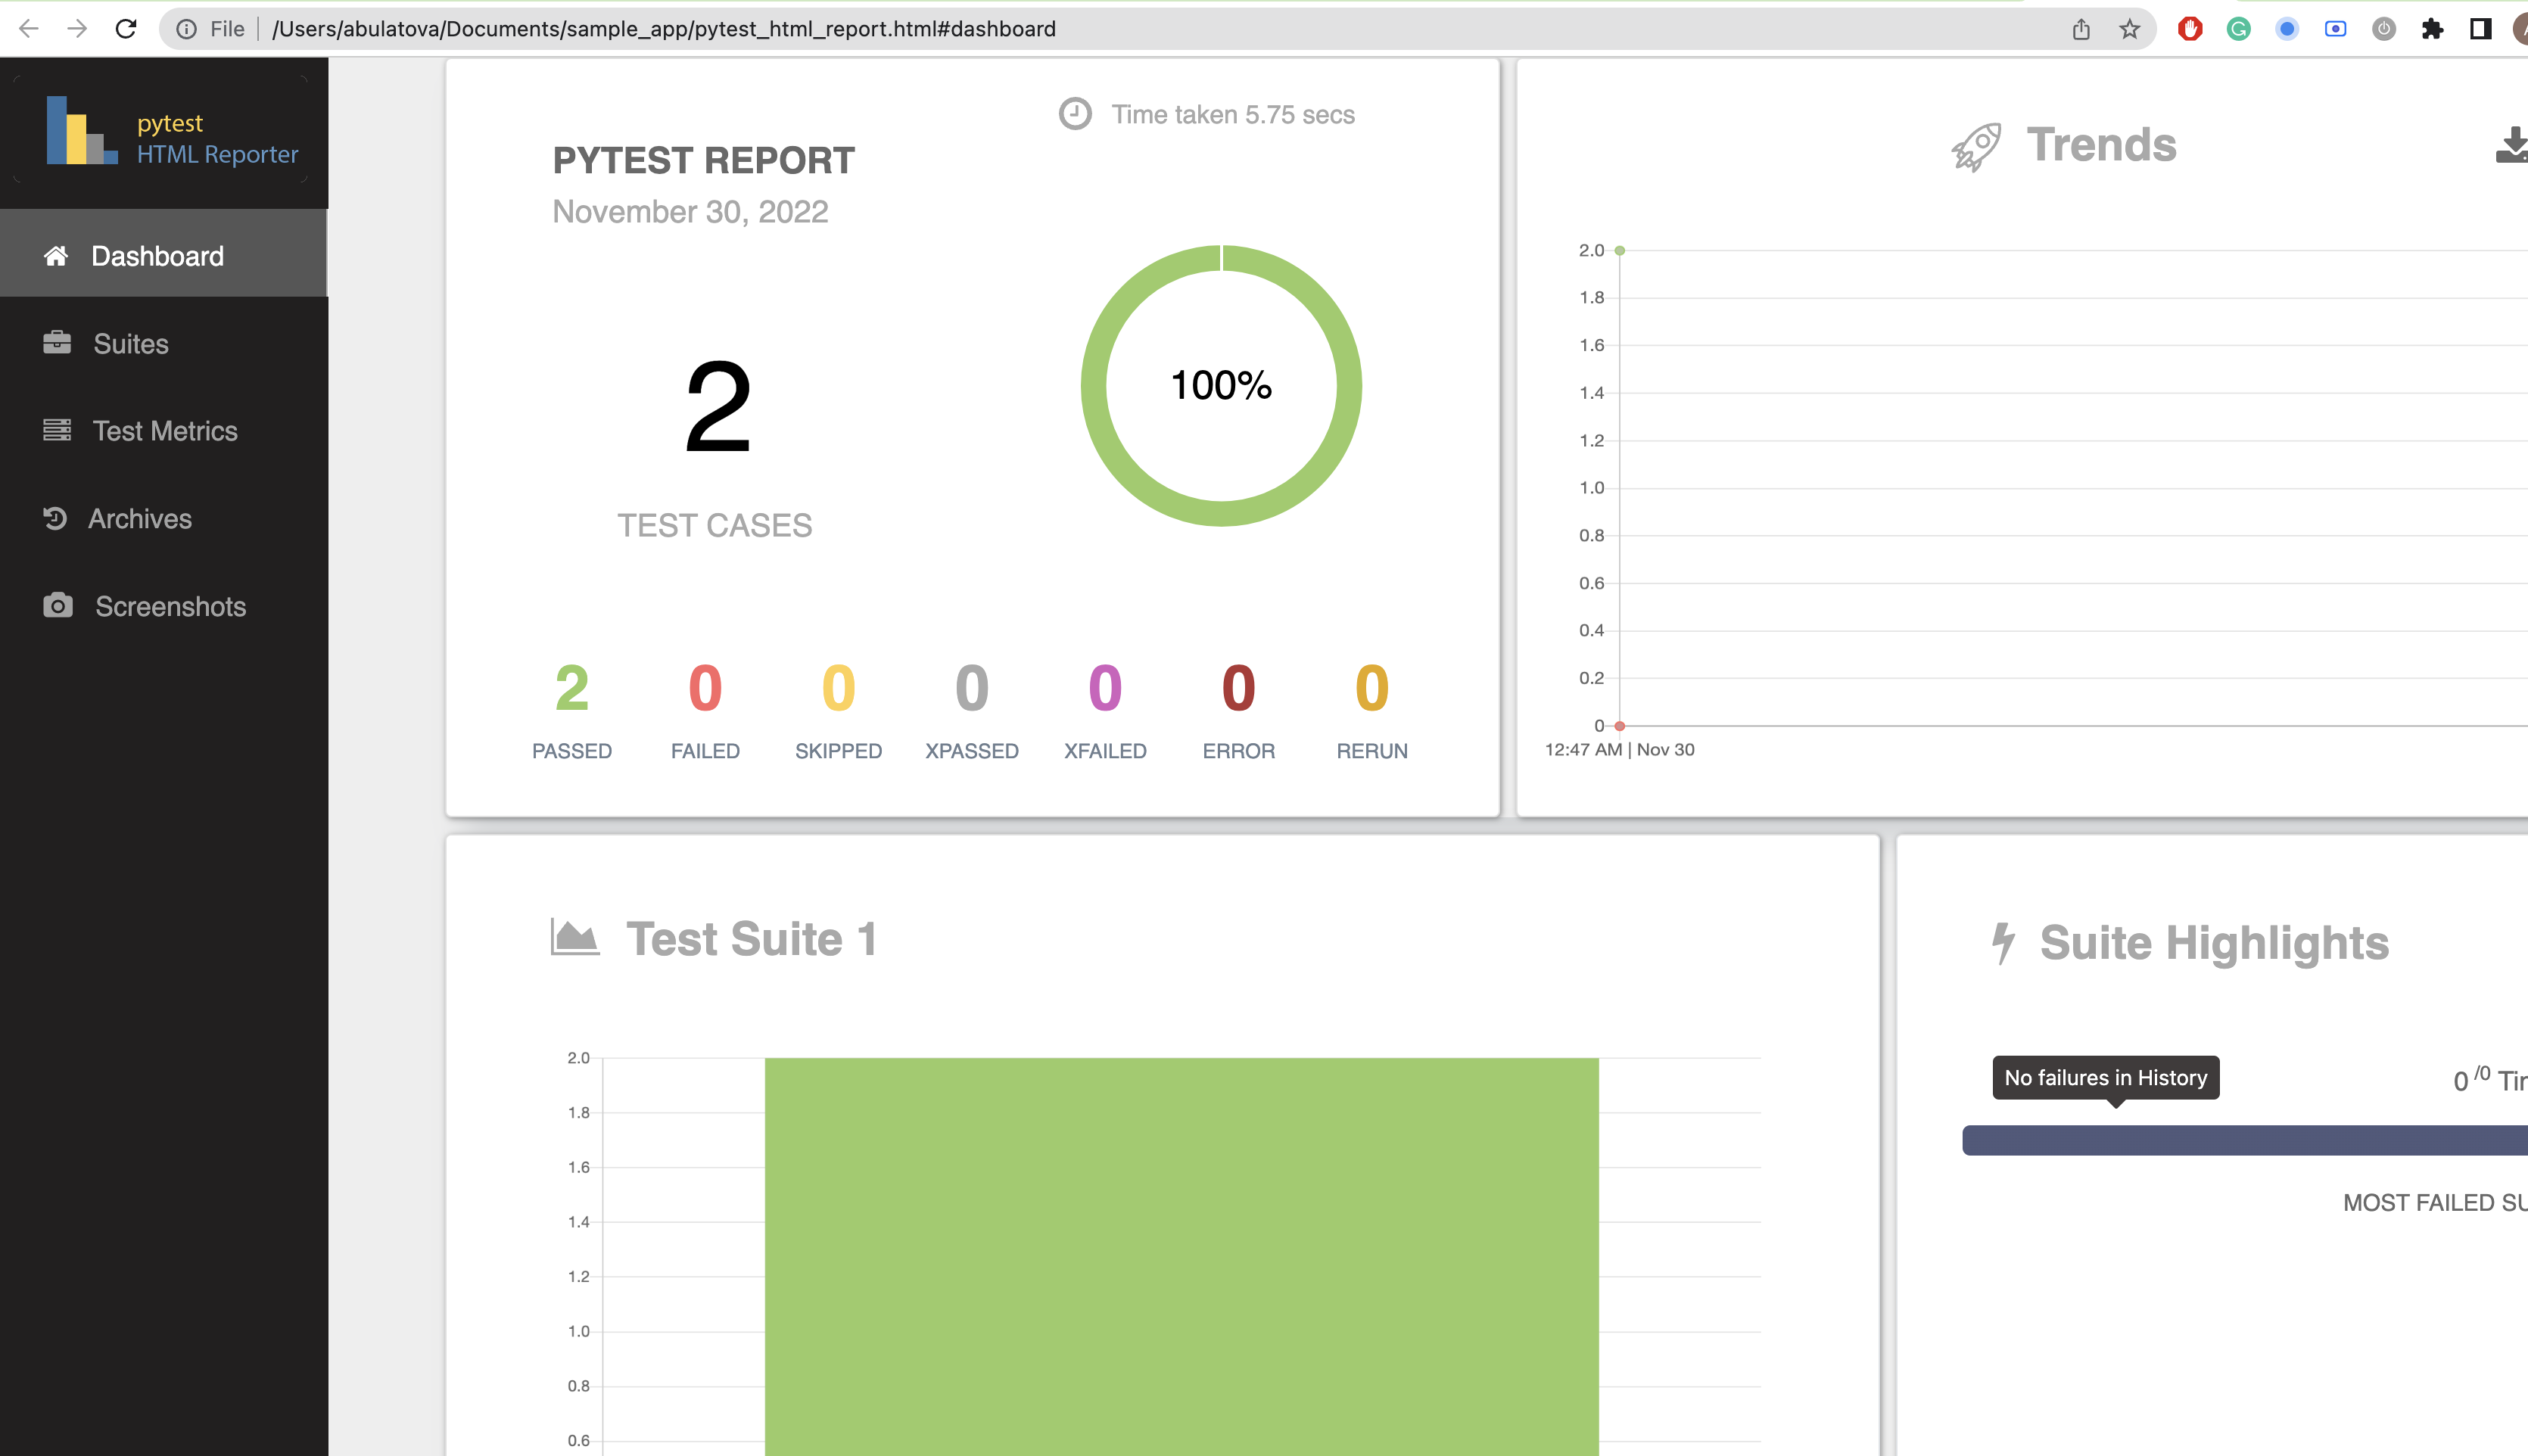 File
/Users/abulatova/Documents/sample_app/pytest_html_report.html#dashboard
pytest
HTML Reporter
Dashboard
Suites
Test Metrics
Archives
Screenshots
Time taken 5.75 secs
PYTEST REPORT
November 30, 2022
2
TEST CASES
100%
2
PASSED
0
FAILED
0
SKIPPED
0
XPASSED
0
XFAILED
0
ERROR
0
RERUN
Trends
2.0
1.8
1.6
1.4
1.2
1.0
0.8
0.6
0.4
0.2
0
12:47 AM | Nov 30
Test Suite 1
2.0
1.8
1.6
1.4
1.2
1.0
0.8
0.6
Suite Highlights
No failures in History
0 /0
MOST FAILED